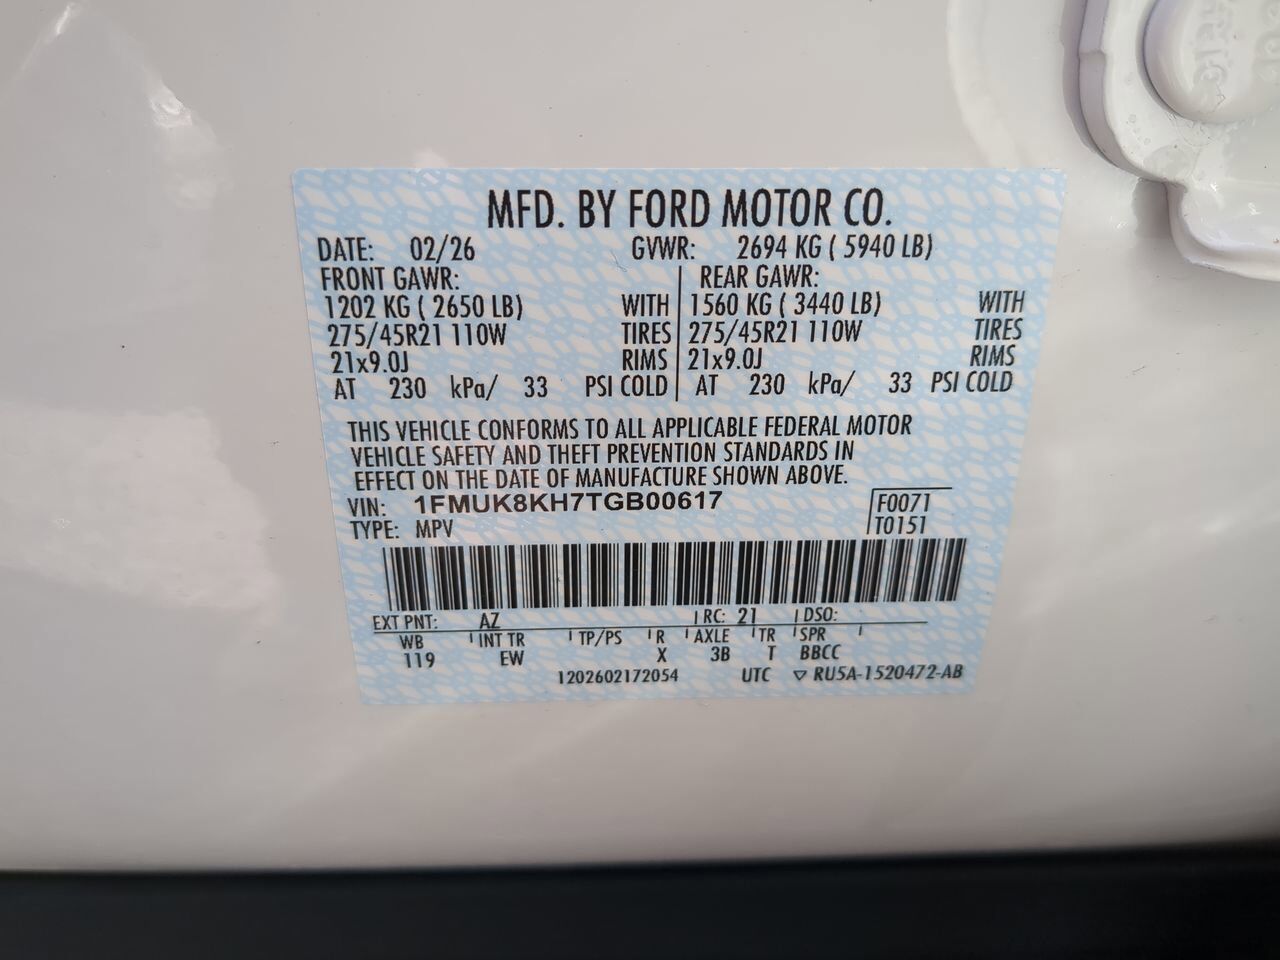 MFD. BY FORD MOTOR CO.
DATE: 02/26 GVWR: 2694 KG ( 5940 LB)
FRONT GAWR: REAR GAWR:
1202 KG ( 2650 LB) WITH 1560 KG ( 3440 LB) WITH
275/45R21 110W TIRES 275/45R21 110W TIRES
21x9.0J RIMS 21x9.0J RIMS
AT 230 kPa/ 33 PSI COLD AT 230 kPa/ 33 PSI COLD
THIS VEHICLE CONFORMS TO ALL APPLICABLE FEDERAL MOTOR
VEHICLE SAFETY AND THEFT PREVENTION STANDARDS IN
EFFECT ON THE DATE OF MANUFACTURE SHOWN ABOVE.
VIN: 1FMUK8KH7TGB00617 F0071
TYPE: MPV T0151
EXT PNT: AZ RC: 21 DSO:
WB INT TR TP/PS R AXLE TR SPR
119 EW X 3B T BBCC
1202602172054 UTC ▽ RU5A-1520472-AB